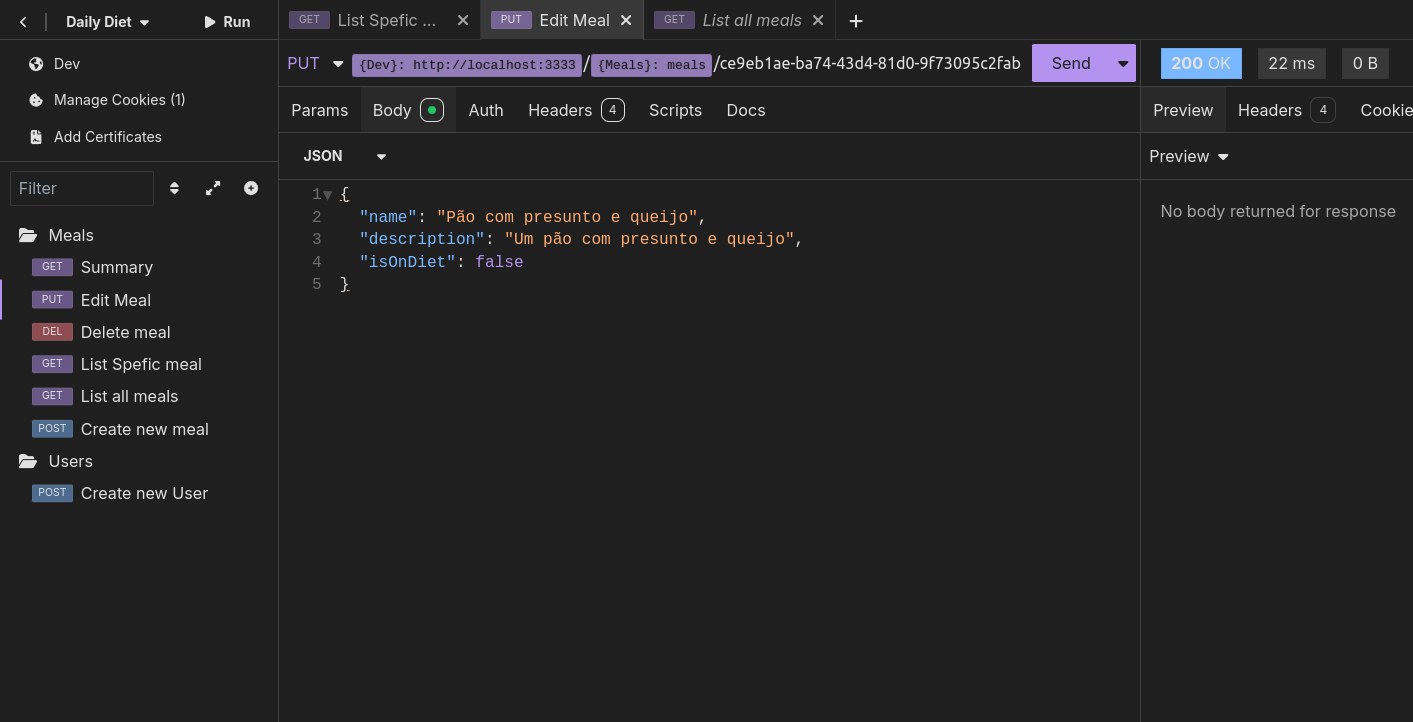 Daily Diet Run GET List Spefic ... PUT Edit Meal GET List all meals
PUT {Dev}: http://localhost:3333/{Meals}: meals/ce9eb1ae-ba74-43d4-81d0-9f73095c2fab Send 200 OK 22 ms 0 B
Dev
Manage Cookies (1)
Add Certificates
Params Body Auth Headers 4 Scripts Docs Preview Headers 4 Cookie
JSON Preview
Filter
1 {
2 "name": "Pão com presunto e queijo",
3 "description": "Um pão com presunto e queijo",
4 "isOnDiet": false
5 }
No body returned for response
Meals
GET Summary
PUT Edit Meal
DEL Delete meal
GET List Spefic meal
GET List all meals
POST Create new meal
Users
POST Create new User